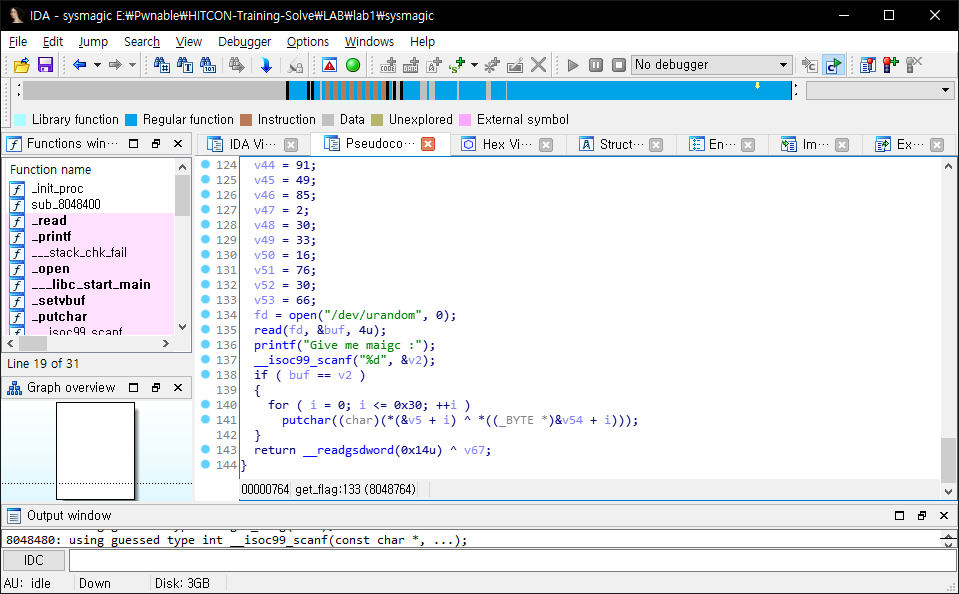 IDA - sysmagic E:₩Pwnable₩HITCON-Training-Solve₩LAB₩lab1₩sysmagic
File Edit Jump Search View Debugger Options Windows Help
No debugger
Library function Regular function Instruction Data Unexplored External symbol
Functions win···
IDA Vi··· Pseudoco··· Hex Vi··· Struct··· En··· Im··· Ex···
Function name
_init_proc
sub_8048400
_read
_printf
___stack_chk_fail
_open
___libc_start_main
_setvbuf
_putchar
__isoc99_scanf
Line 19 of 31
Graph overview
124 v44 = 91;
125 v45 = 49;
126 v46 = 85;
127 v47 = 2;
128 v48 = 30;
129 v49 = 33;
130 v50 = 16;
131 v51 = 76;
132 v52 = 30;
133 v53 = 66;
134 fd = open("/dev/urandom", 0);
135 read(fd, &buf, 4u);
136 printf("Give me maigc :");
137 __isoc99_scanf("%d", &v2);
138 if ( buf == v2 )
139 {
140 for ( i = 0; i <= 0x30; ++i )
141 putchar((char)(*(&v5 + i) ^ *((_BYTE *)&v54 + i)));
142 }
143 return __readgsdword(0x14u) ^ v67;
144 }
00000764 get_flag:133 (8048764)
Output window
8048480: using guessed type int __isoc99_scanf(const char *, ...);
IDC
AU: idle Down Disk: 3GB